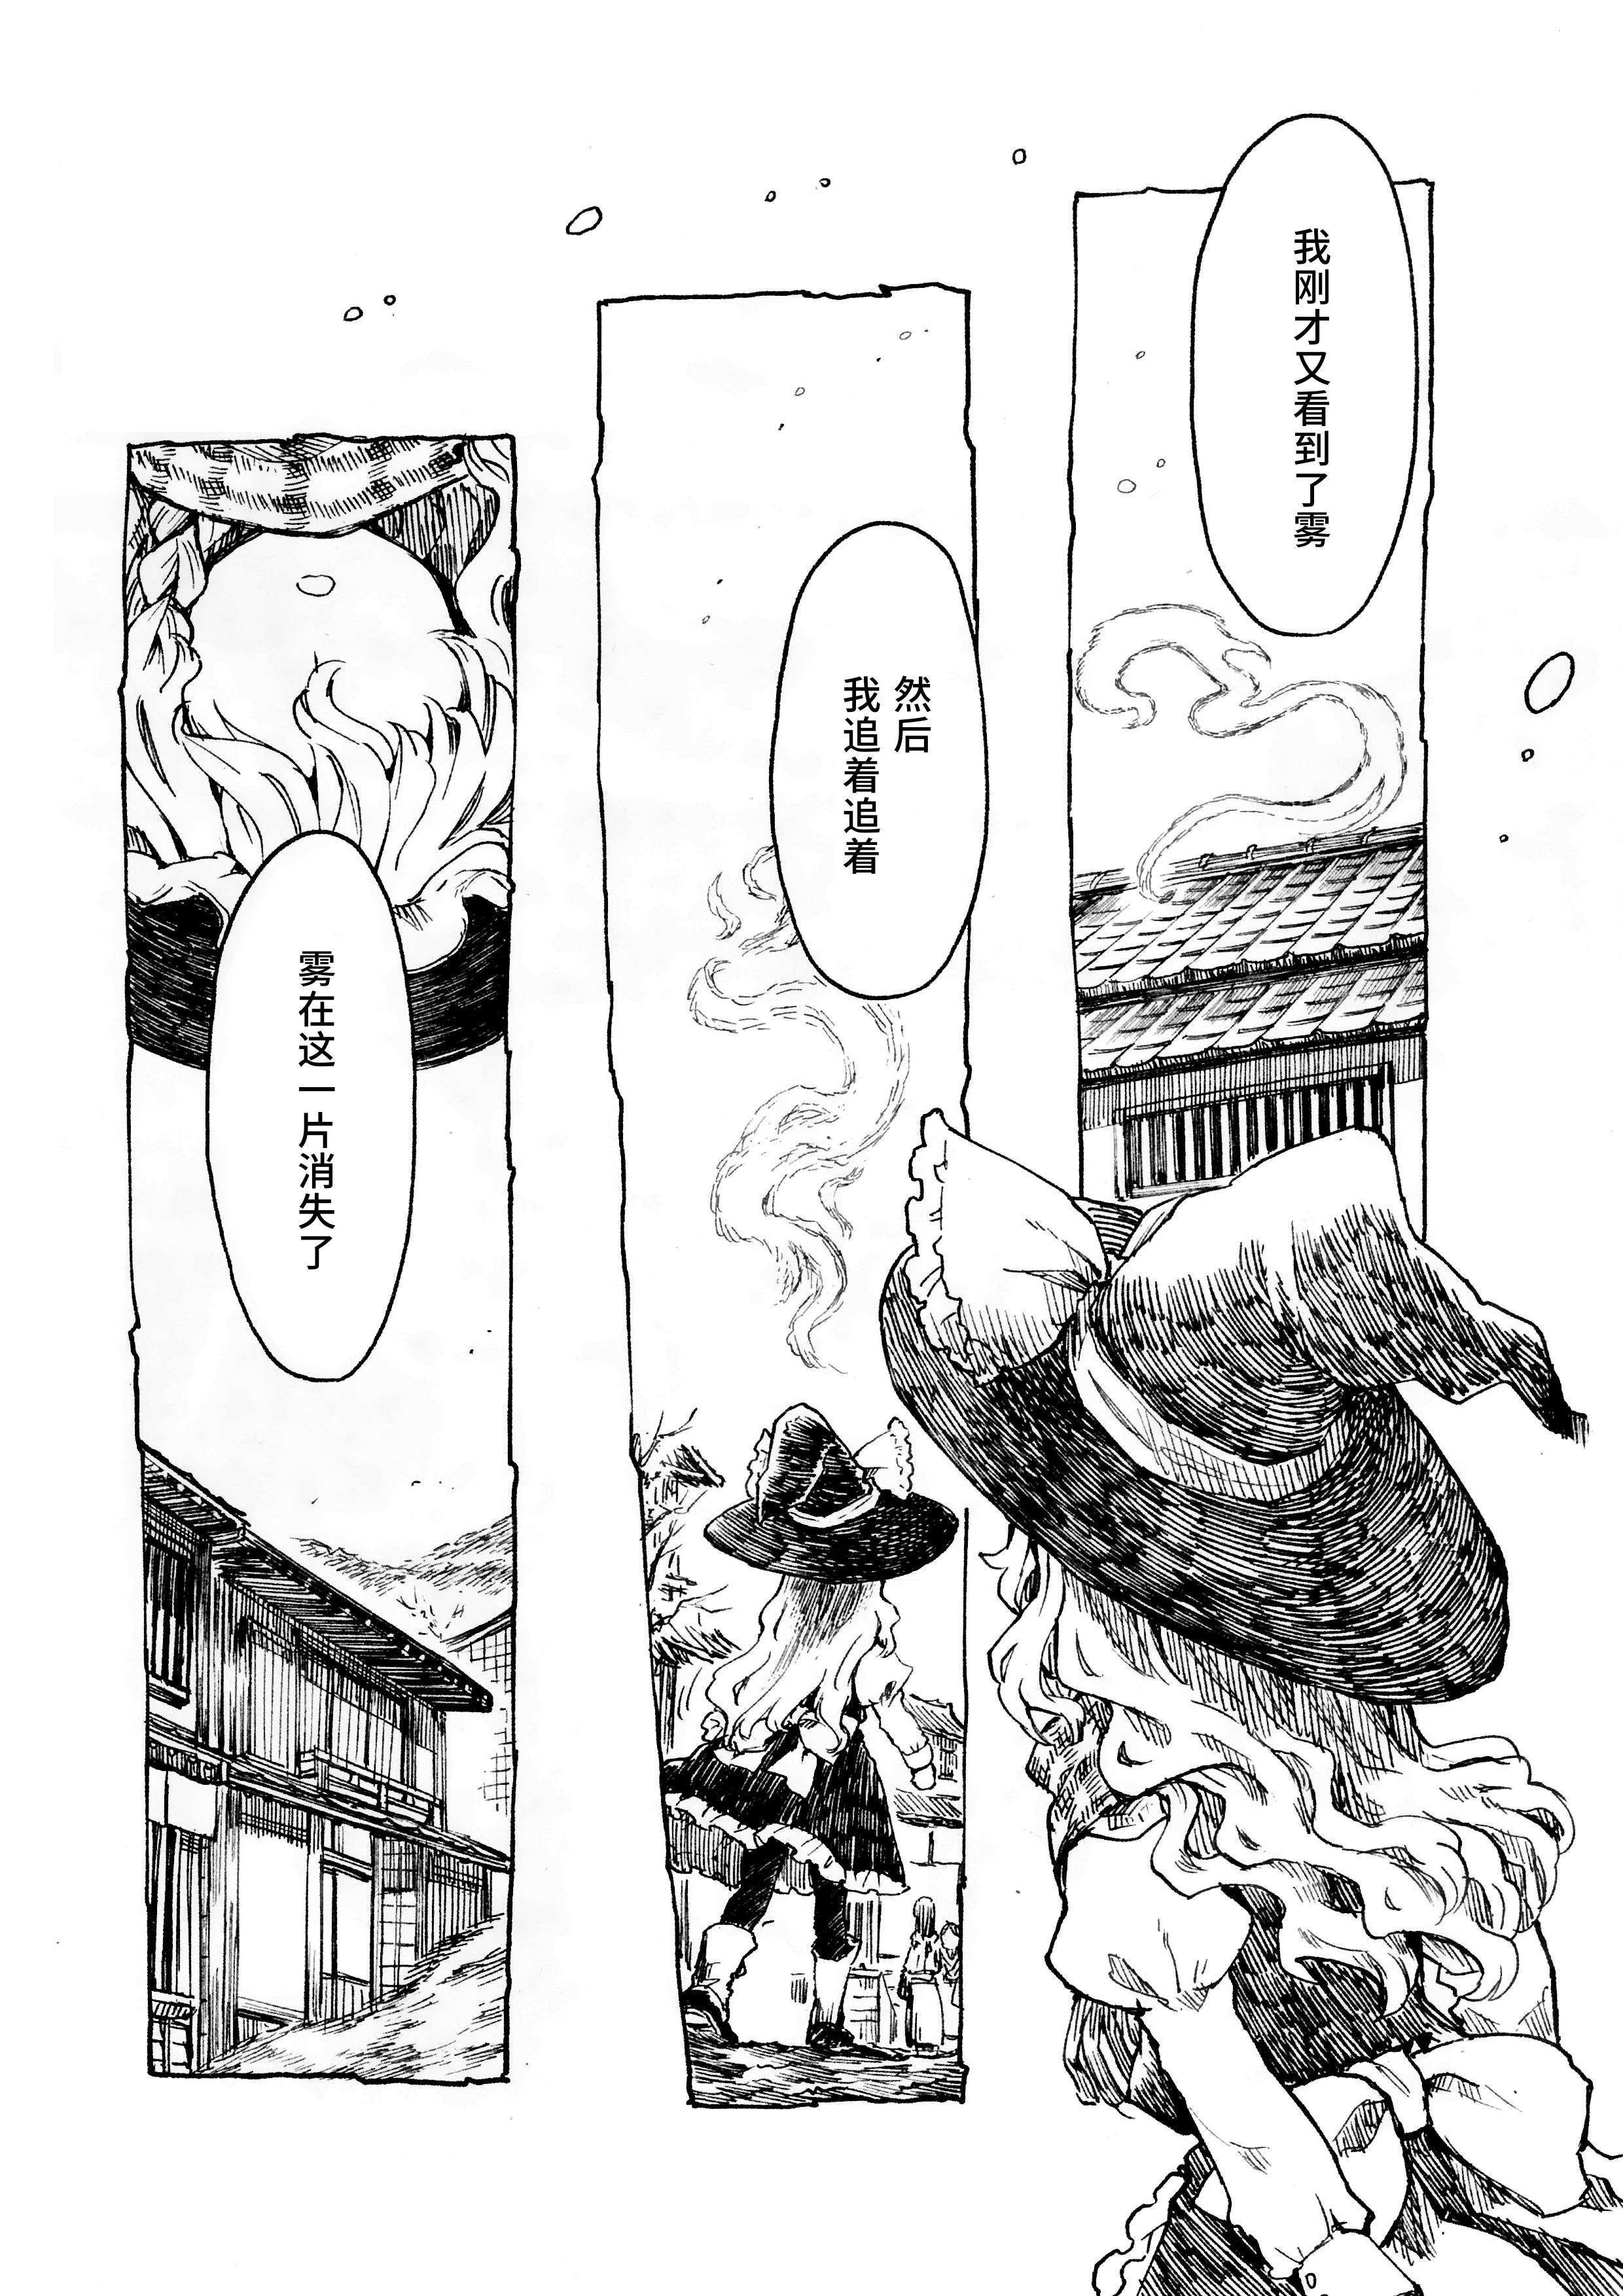 我刚才又看到了雾
然后
我追着追着
雾在这一片消失了